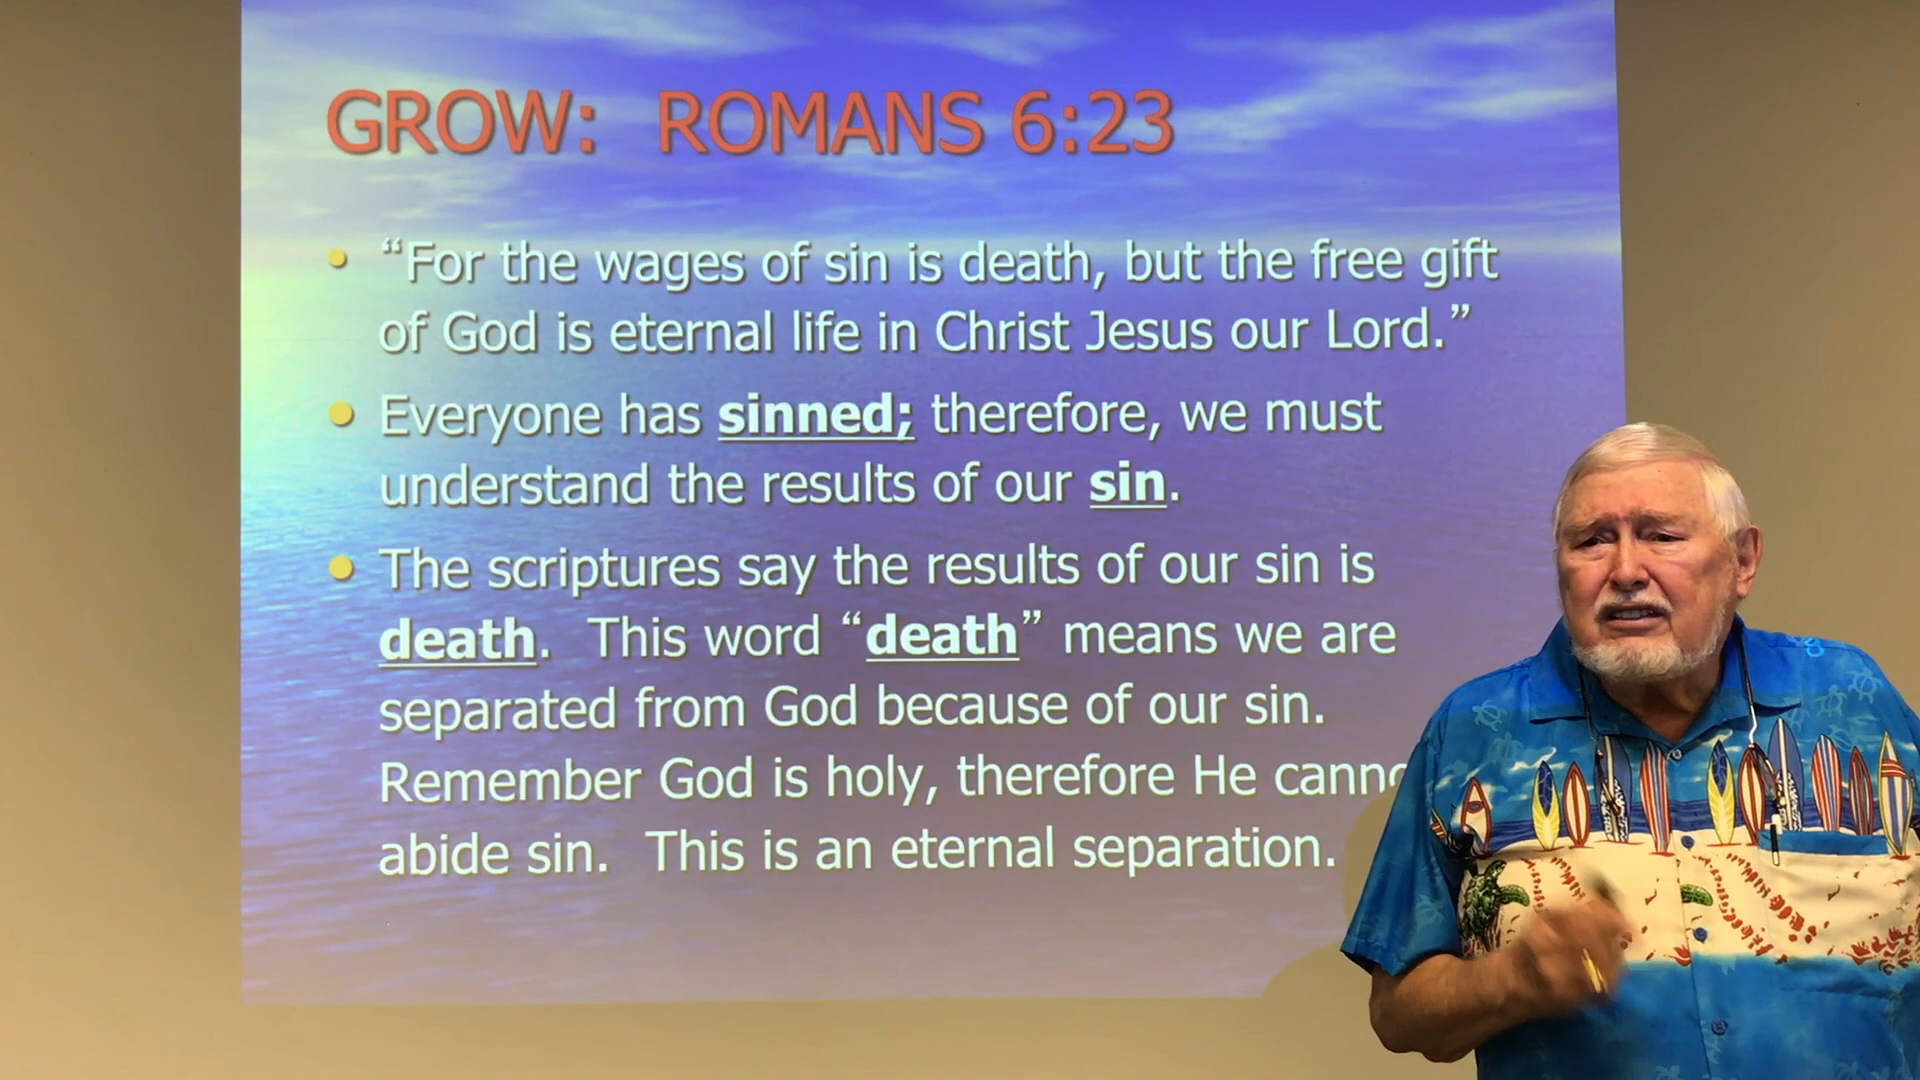 GROW: ROMANS 6:23
• “For the wages of sin is death, but the free gift
of God is eternal life in Christ Jesus our Lord.”
• Everyone has sinned; therefore, we must
understand the results of our sin.
• The scriptures say the results of our sin is
death. This word “death” means we are
separated from God because of our sin.
Remember God is holy, therefore He
abide sin. This is an eternal separation.